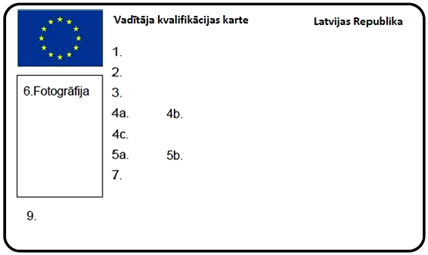 Vadītāja kvalifikācijas karte Latvijas Republika
1.
2.
6.Fotogrāfija
3.
4a. 4b.
4c.
5a. 5b.
7.
9.